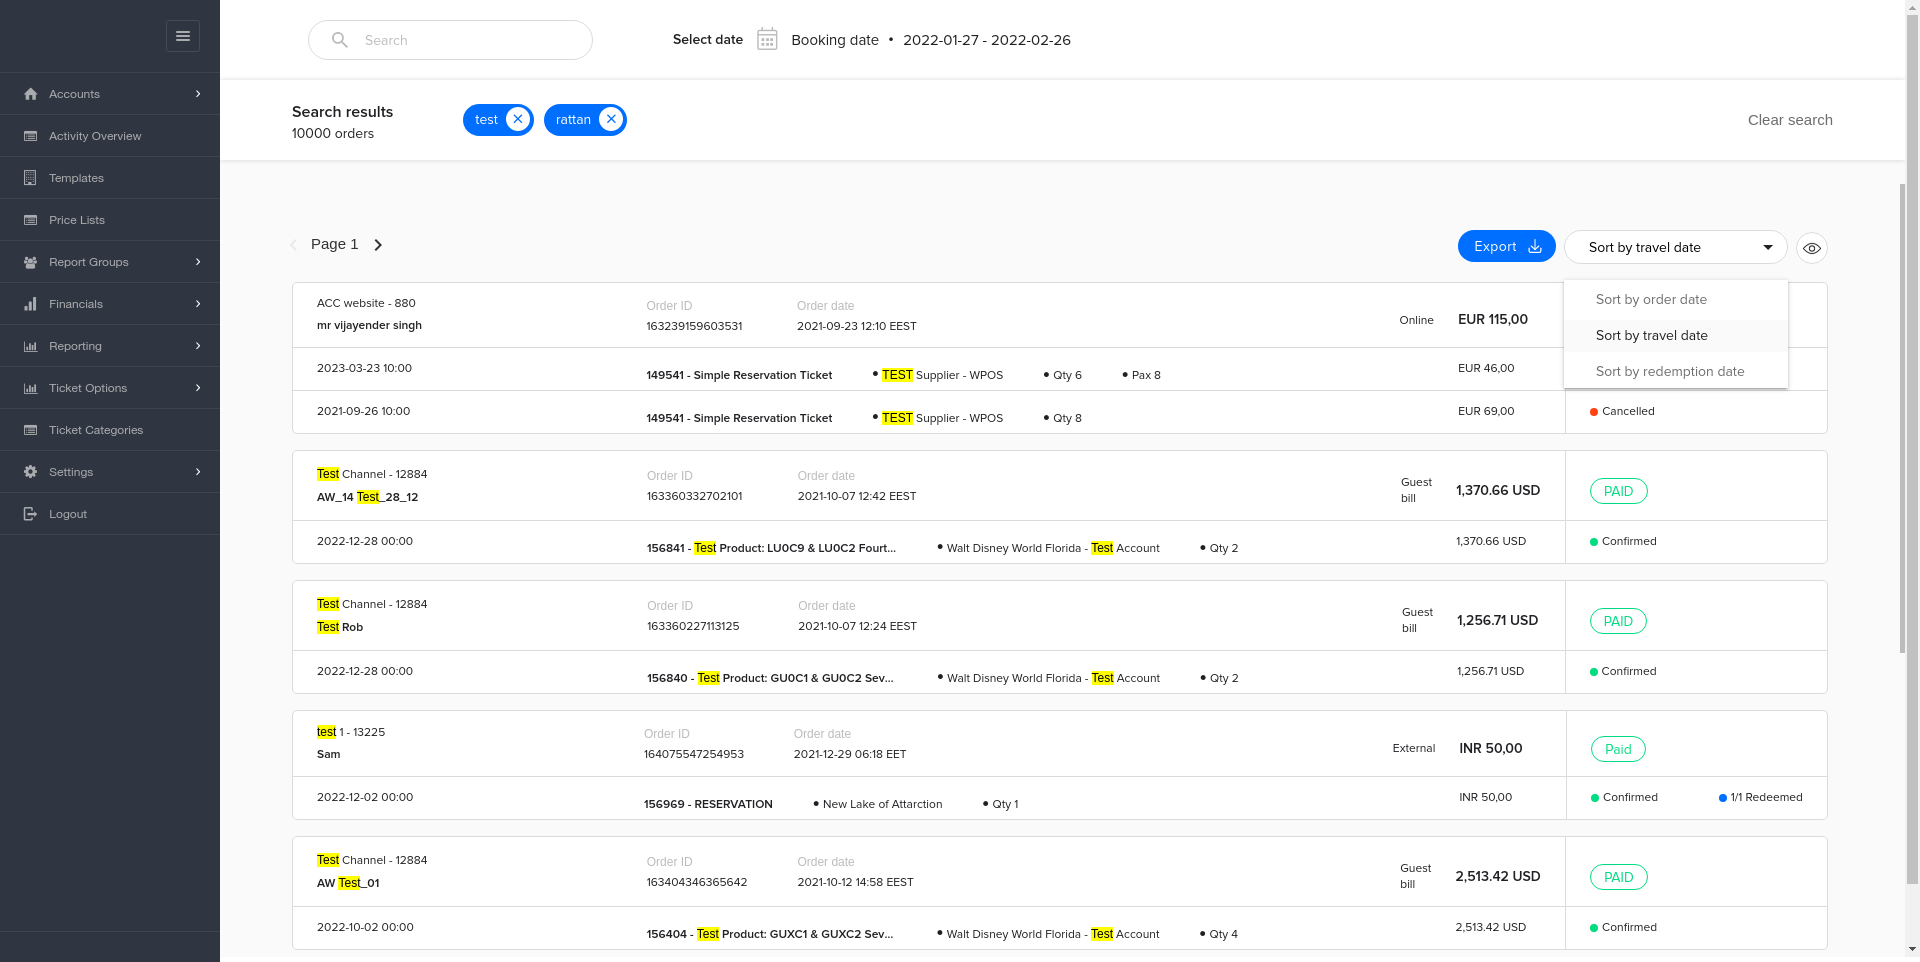 Search
Select date Booking date • 2022-01-27 - 2022-02-26
Accounts
Activity Overview
Templates
Price Lists
Report Groups
Financials
Reporting
Ticket Options
Ticket Categories
Settings
Logout
Search results
10000 orders
test
rattan
Clear search
Page 1
Export
Sort by travel date
Sort by order date
Sort by travel date
Sort by redemption date
ACC website - 880
mr vijayender singh
Order ID
163239159603531
Order date
2021-09-23 12:10 EEST
Online
EUR 115,00
2023-03-23 10:00
149541 - Simple Reservation Ticket • TEST Supplier - WPOS • Qty 6 • Pax 8
EUR 46,00
2021-09-26 10:00
149541 - Simple Reservation Ticket • TEST Supplier - WPOS • Qty 8
EUR 69,00
Cancelled
Test Channel - 12884
AW_14 Test_28_12
Order ID
163360332702101
Order date
2021-10-07 12:42 EEST
Guest
bill
1,370.66 USD
PAID
2022-12-28 00:00
156841 - Test Product: LU0C9 & LU0C2 Fourt... • Walt Disney World Florida - Test Account • Qty 2
1,370.66 USD
Confirmed
Test Channel - 12884
Test Rob
Order ID
163360227113125
Order date
2021-10-07 12:24 EEST
Guest
bill
1,256.71 USD
PAID
2022-12-28 00:00
156840 - Test Product: GU0C1 & GU0C2 Sev... • Walt Disney World Florida - Test Account • Qty 2
1,256.71 USD
Confirmed
test 1 - 13225
Sam
Order ID
164075547254953
Order date
2021-12-29 06:18 EET
External
INR 50,00
Paid
2022-12-02 00:00
156969 - RESERVATION • New Lake of Attarction • Qty 1
INR 50,00
Confirmed
1/1 Redeemed
Test Channel - 12884
AW Test_01
Order ID
163404346365642
Order date
2021-10-12 14:58 EEST
Guest
bill
2,513.42 USD
PAID
2022-10-02 00:00
156404 - Test Product: GUXC1 & GUXC2 Sev... • Walt Disney World Florida - Test Account • Qty 4
2,513.42 USD
Confirmed